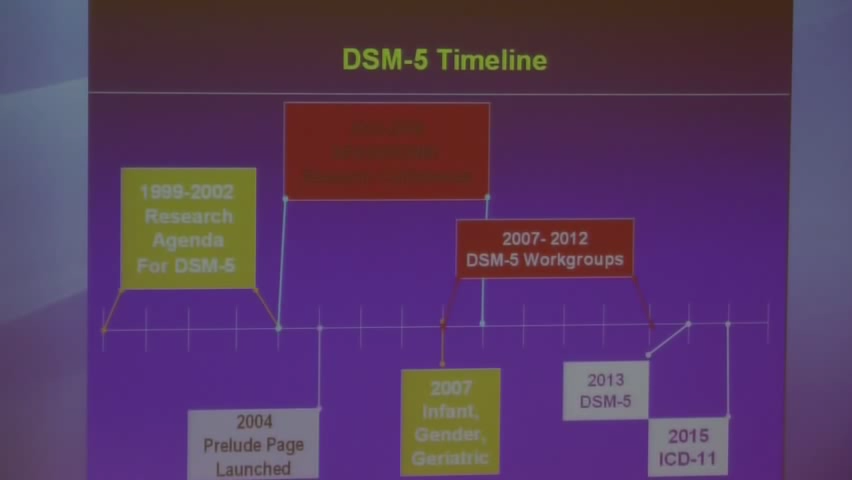 DSM-5 Timeline
1999-2002
Research
Agenda
For DSM-5
2007- 2012
DSM-5 Workgroups
2004
Prelude Page
Launched
2007
Infant,
Gender,
Geriatric
2013
DSM-5
2015
ICD-11